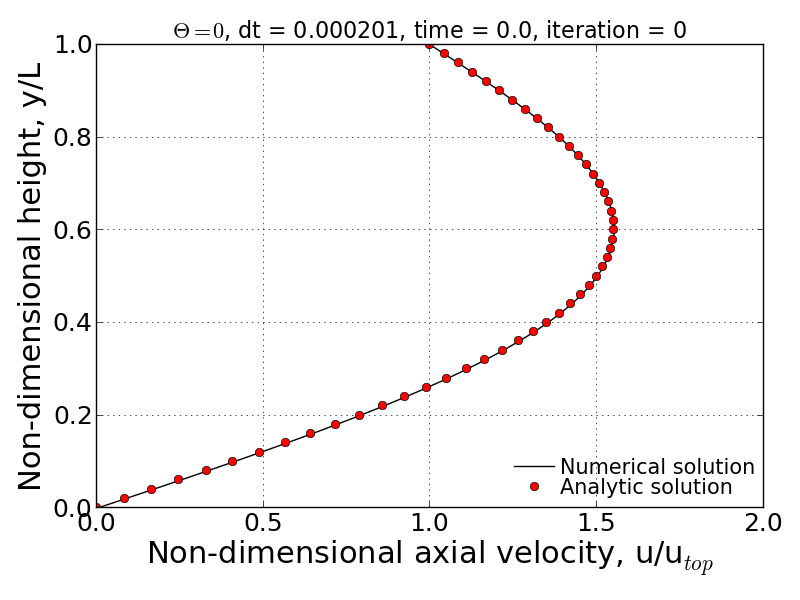 Θ=0, dt = 0.000201, time = 0.0, iteration = 0
1.0
0.8
0.6
0.4
0.2
0.0
Non-dimensional height, y/L
Numerical solution
Analytic solution
0.0 0.5 1.0 1.5 2.0
Non-dimensional axial velocity, u/u_top